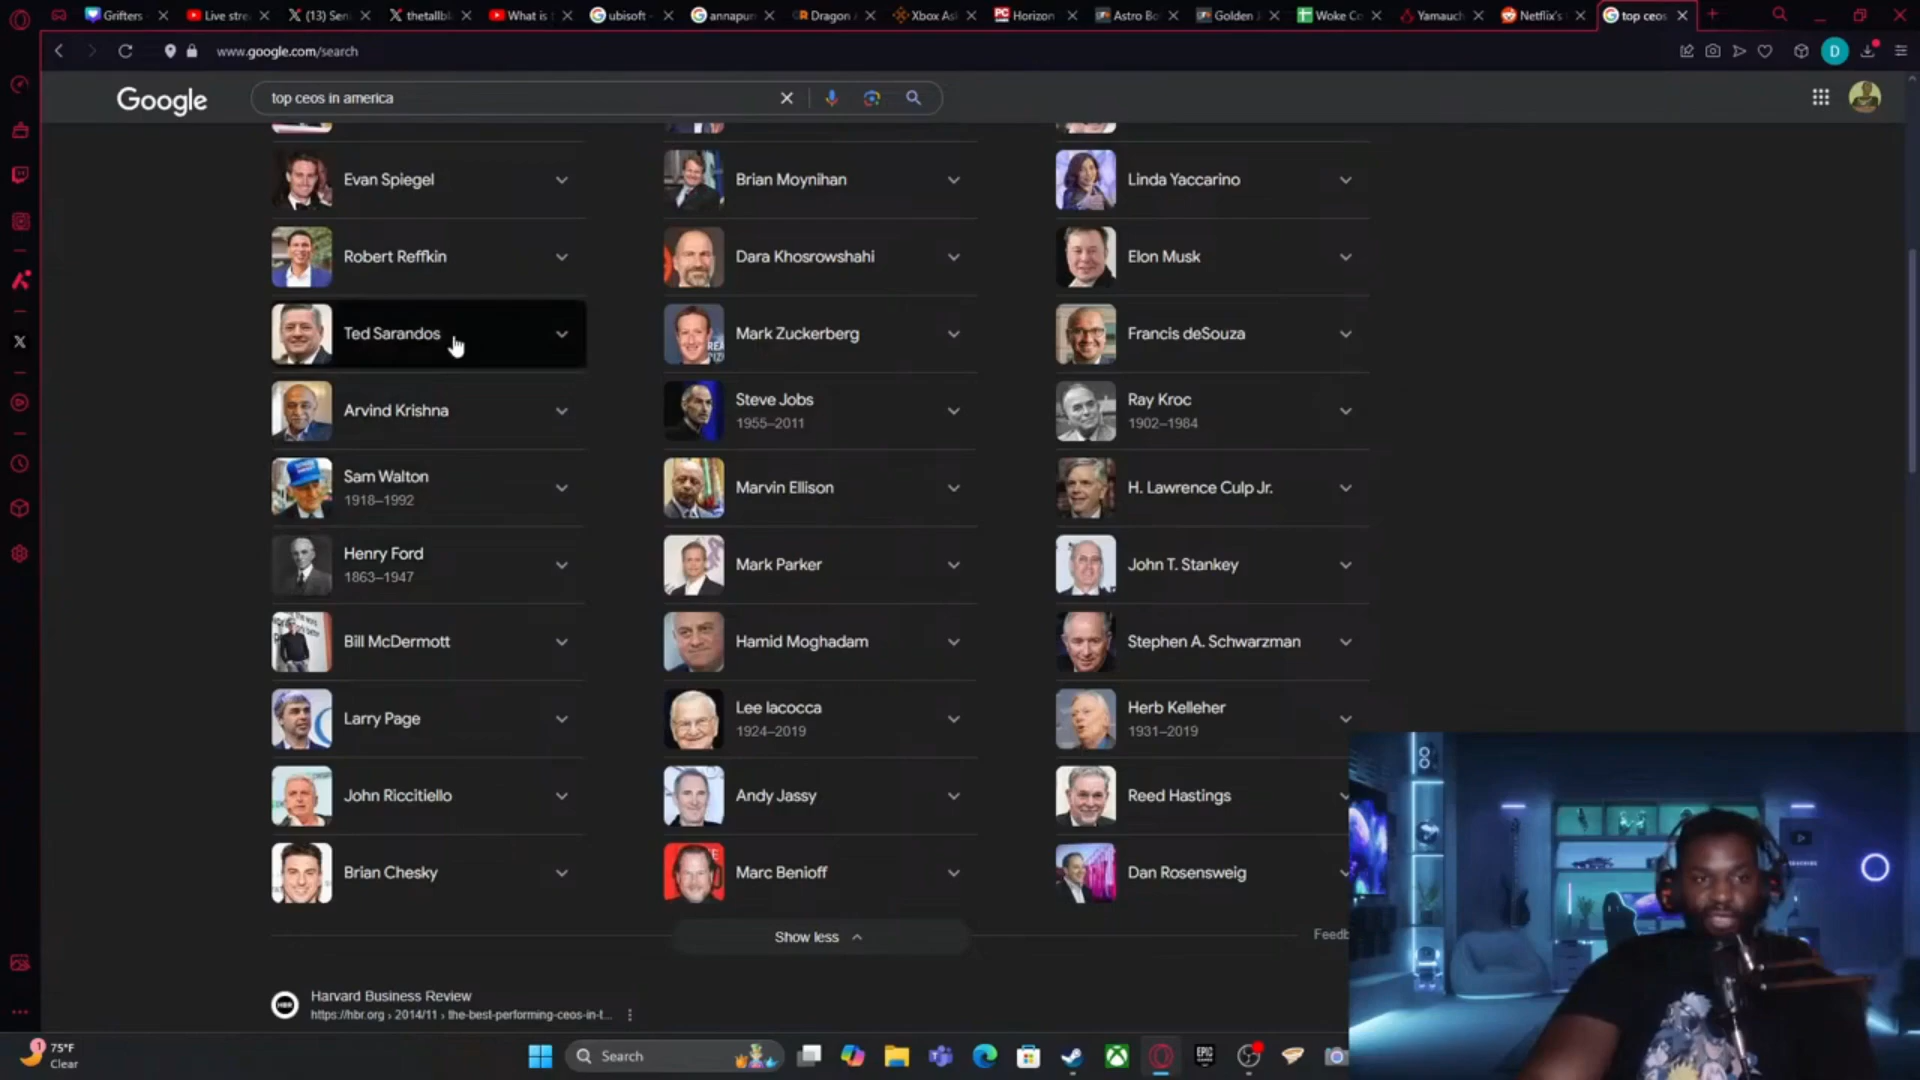 Grifters
Live stre
(13) Sen
thetallbl
What is
ubisoft -
annapur
Dragon
Xbox As
Horizon
Astro Bo
Golden
Woke Co
Yamauch
Netflix's
top ceos
www.google.com/search
D
Google
top ceos in america
Evan Spiegel
Brian Moynihan
Linda Yaccarino
Robert Reffkin
Dara Khosrowshahi
Elon Musk
Ted Sarandos
Mark Zuckerberg
Francis deSouza
Arvind Krishna
Steve Jobs
1955–2011
Ray Kroc
1902–1984
Sam Walton
1918–1992
Marvin Ellison
H. Lawrence Culp Jr.
Henry Ford
1863–1947
Mark Parker
John T. Stankey
Bill McDermott
Hamid Moghadam
Stephen A. Schwarzman
Larry Page
Lee Iacocca
1924–2019
Herb Kelleher
1931–2019
John Riccitiello
Andy Jassy
Reed Hastings
Brian Chesky
Marc Benioff
Dan Rosensweig
Show less
Feedb
HBR
Harvard Business Review
https://hbr.org › 2014/11 › the-best-performing-ceos-in-t...
1
75°F
Clear
Search
EPIC